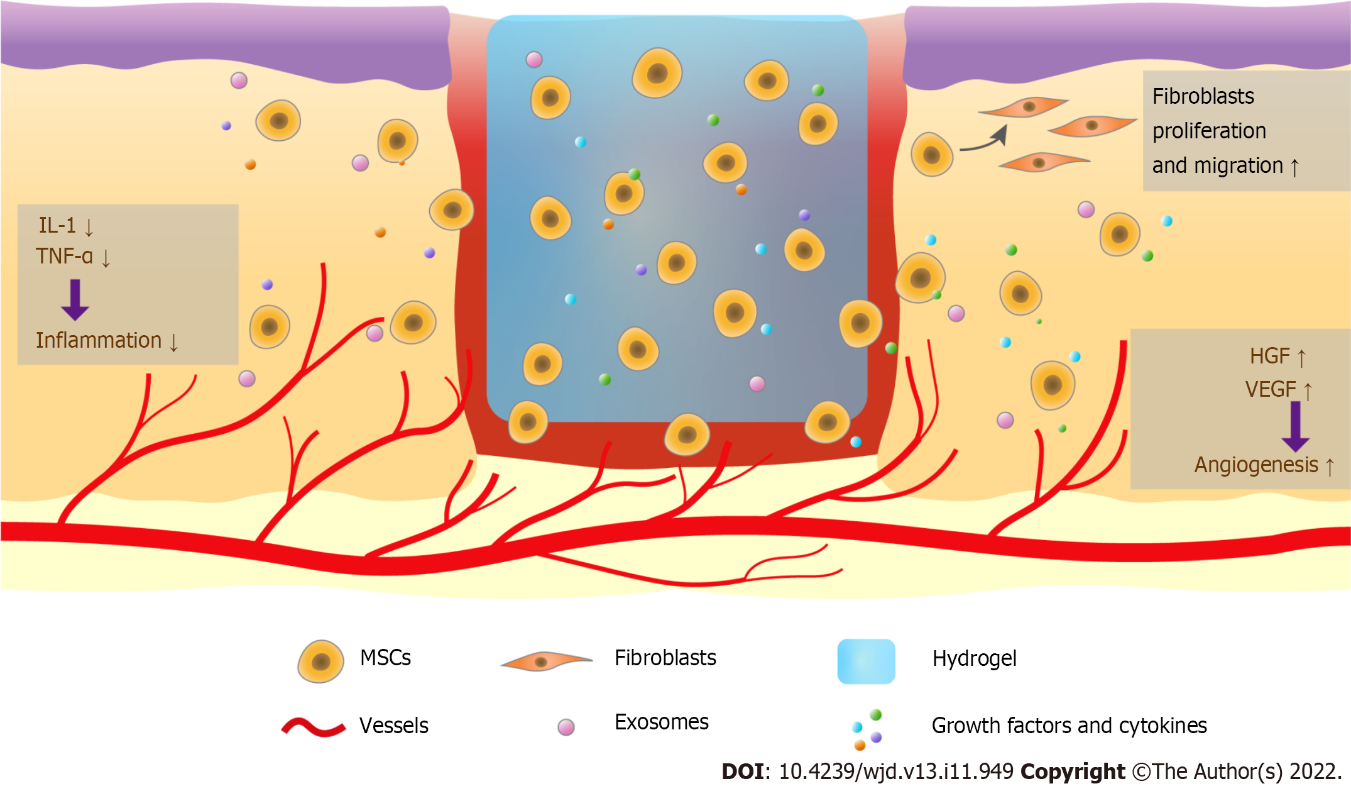 Fibroblasts
proliferation
and migration ↑
IL-1 ↓
TNF-ɑ ↓
Inflammation ↓
HGF ↑
VEGF ↑
Angiogenesis ↑
MSCs
Fibroblasts
Hydrogel
Vessels
Exosomes
Growth factors and cytokines
DOI: 10.4239/wjd.v13.i11.949 Copyright ©The Author(s) 2022.